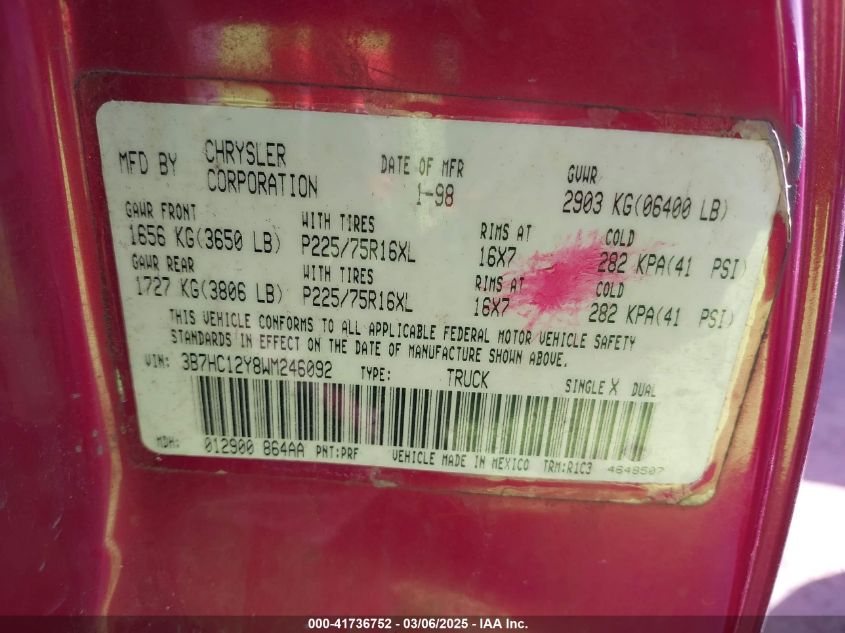 MFD BY CHRYSLER CORPORATION DATE OF MFR 1-98 GVWR 2903 KG(06400 LB)
GAWR FRONT WITH TIRES RIMS AT COLD
1656 KG(3650 LB) P225/75R16XL 16X7 282 KPA(41 PSI)
GAWR REAR WITH TIRES RIMS AT COLD
1727 KG(3806 LB) P225/75R16XL 16X7 282 KPA(41 PSI)
THIS VEHICLE CONFORMS TO ALL APPLICABLE FEDERAL MOTOR VEHICLE SAFETY
STANDARDS IN EFFECT ON THE DATE OF MANUFACTURE SHOWN ABOVE.
VIN: 3B7HC12Y8WM246092 TYPE: TRUCK SINGLE X DUAL
MDH: 012900 864AA PNT:PRF VEHICLE MADE IN MEXICO TRM:R1C3 4648507
000-41736752 - 03/06/2025 - IAA Inc.